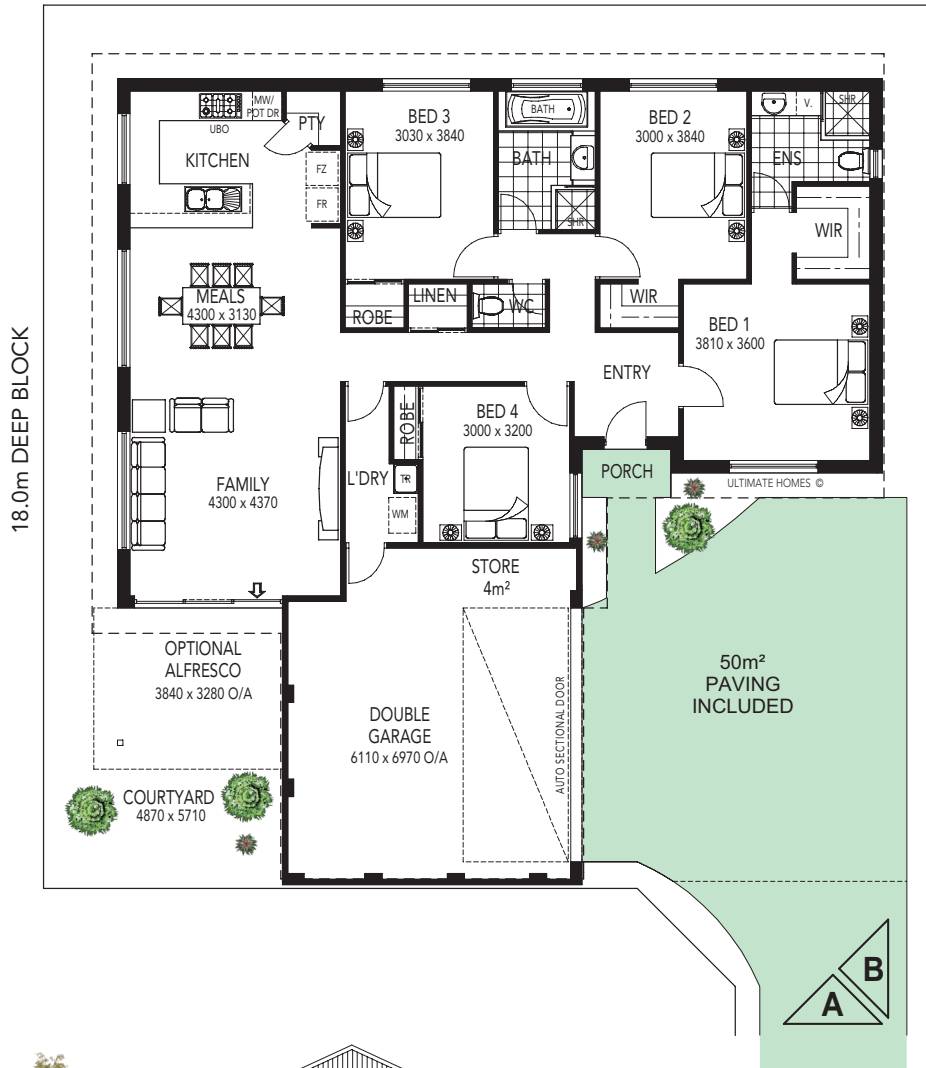 18.0m DEEP BLOCK
MW/
POT DR
UBO
PTY
KITCHEN
FZ
FR
BED 3
3030 x 3840
BATH
BATH
SHR
BED 2
3000 x 3840
V.
SHR
ENS
WIR
MEALS
4300 x 3130
ROBE
LINEN
WC
WIR
BED 1
3810 x 3600
ENTRY
ROBE
BED 4
3000 x 3200
L'DRY
TR
WM
FAMILY
4300 x 4370
PORCH
ULTIMATE HOMES ©
STORE
4m²
OPTIONAL
ALFRESCO
3840 x 3280 O/A
DOUBLE
GARAGE
6110 x 6970 O/A
AUTO SECTIONAL DOOR
50m²
PAVING
INCLUDED
COURTYARD
4870 x 5710
B
A